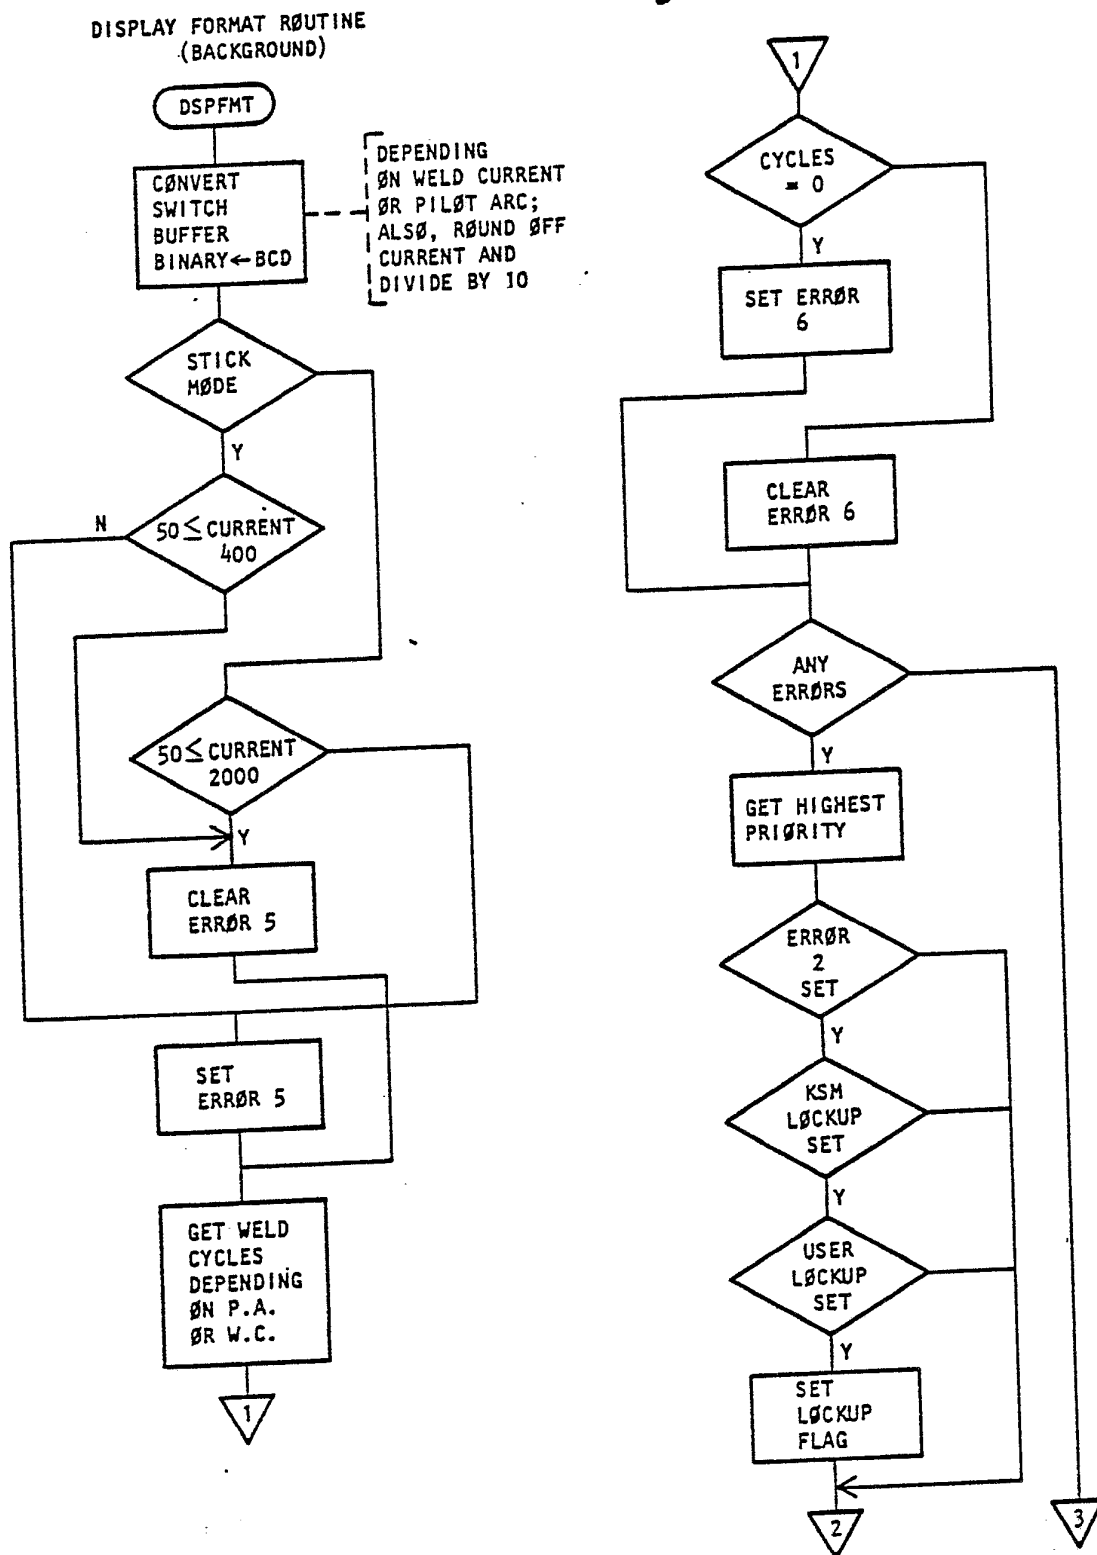 DISPLAY FORMAT RØUTINE
(BACKGROUND)
DSPFMT
CØNVERT
SWITCH
BUFFER
BINARY←BCD
DEPENDING
ØN WELD CURRENT
ØR PILØT ARC;
ALSØ, RØUND ØFF
CURRENT AND
DIVIDE BY 10
STICK
MØDE
Y
N
50≤CURRENT
400
50≤CURRENT
2000
Y
CLEAR
ERRØR 5
SET
ERRØR 5
GET WELD
CYCLES
DEPENDING
ØN P.A.
ØR W.C.
1
1
CYCLES
= 0
Y
SET ERRØR
6
CLEAR
ERRØR 6
ANY
ERRØRS
Y
GET HIGHEST
PRIØRITY
ERRØR
2
SET
Y
KSM
LØCKUP
SET
Y
USER
LØCKUP
SET
Y
SET
LØCKUP
FLAG
2
3